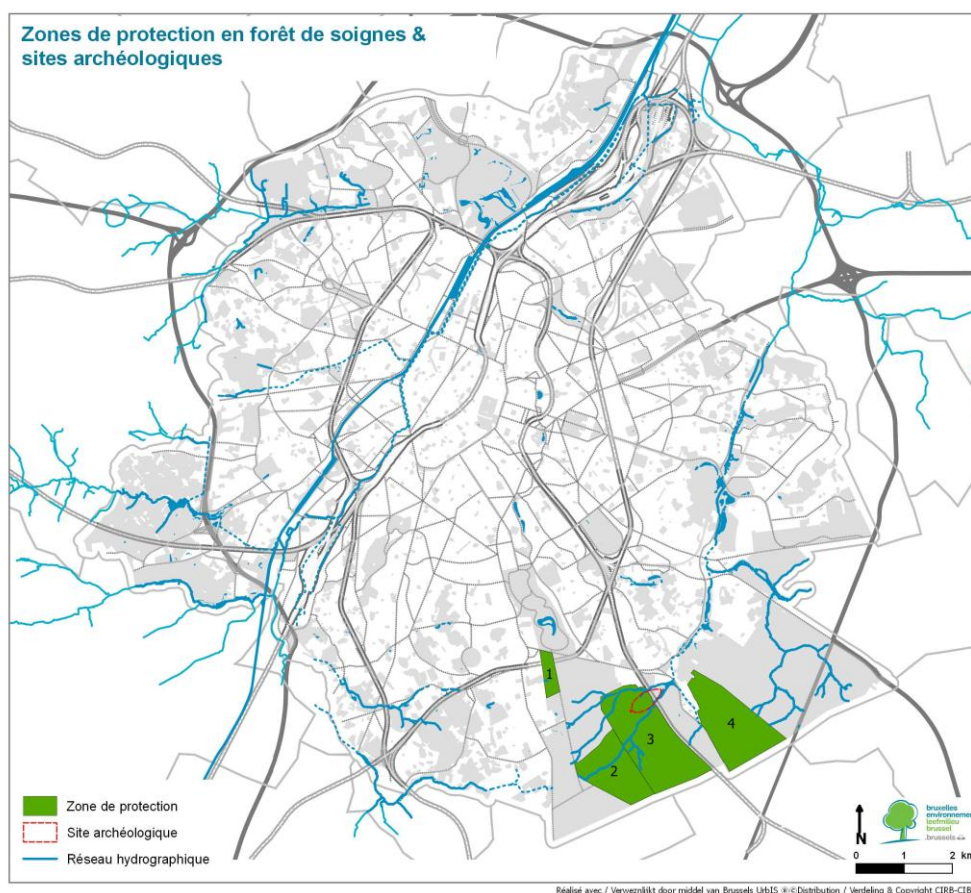 Zones de protection en forêt de soignes &
sites archéologiques
1
2
3
4
Zone de protection
Site archéologique
Réseau hydrographique
N
bruxelles
environnement
leefmilieu
brussel
.brussels
0 1 2 km
Réalisé avec / Verwezenlijkt door middel van Brussels UrbIS ®© Distribution / Verdeling & Copyright CIRB-CIB